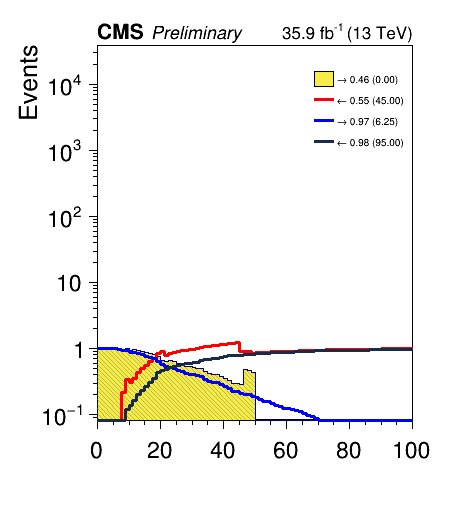 CMS Preliminary 35.9 fb⁻¹ (13 TeV)
Events
→ 0.46 (0.00)
← 0.55 (45.00)
→ 0.97 (6.25)
← 0.98 (95.00)
10⁴
10³
10²
10
1
10⁻¹
0 20 40 60 80 100